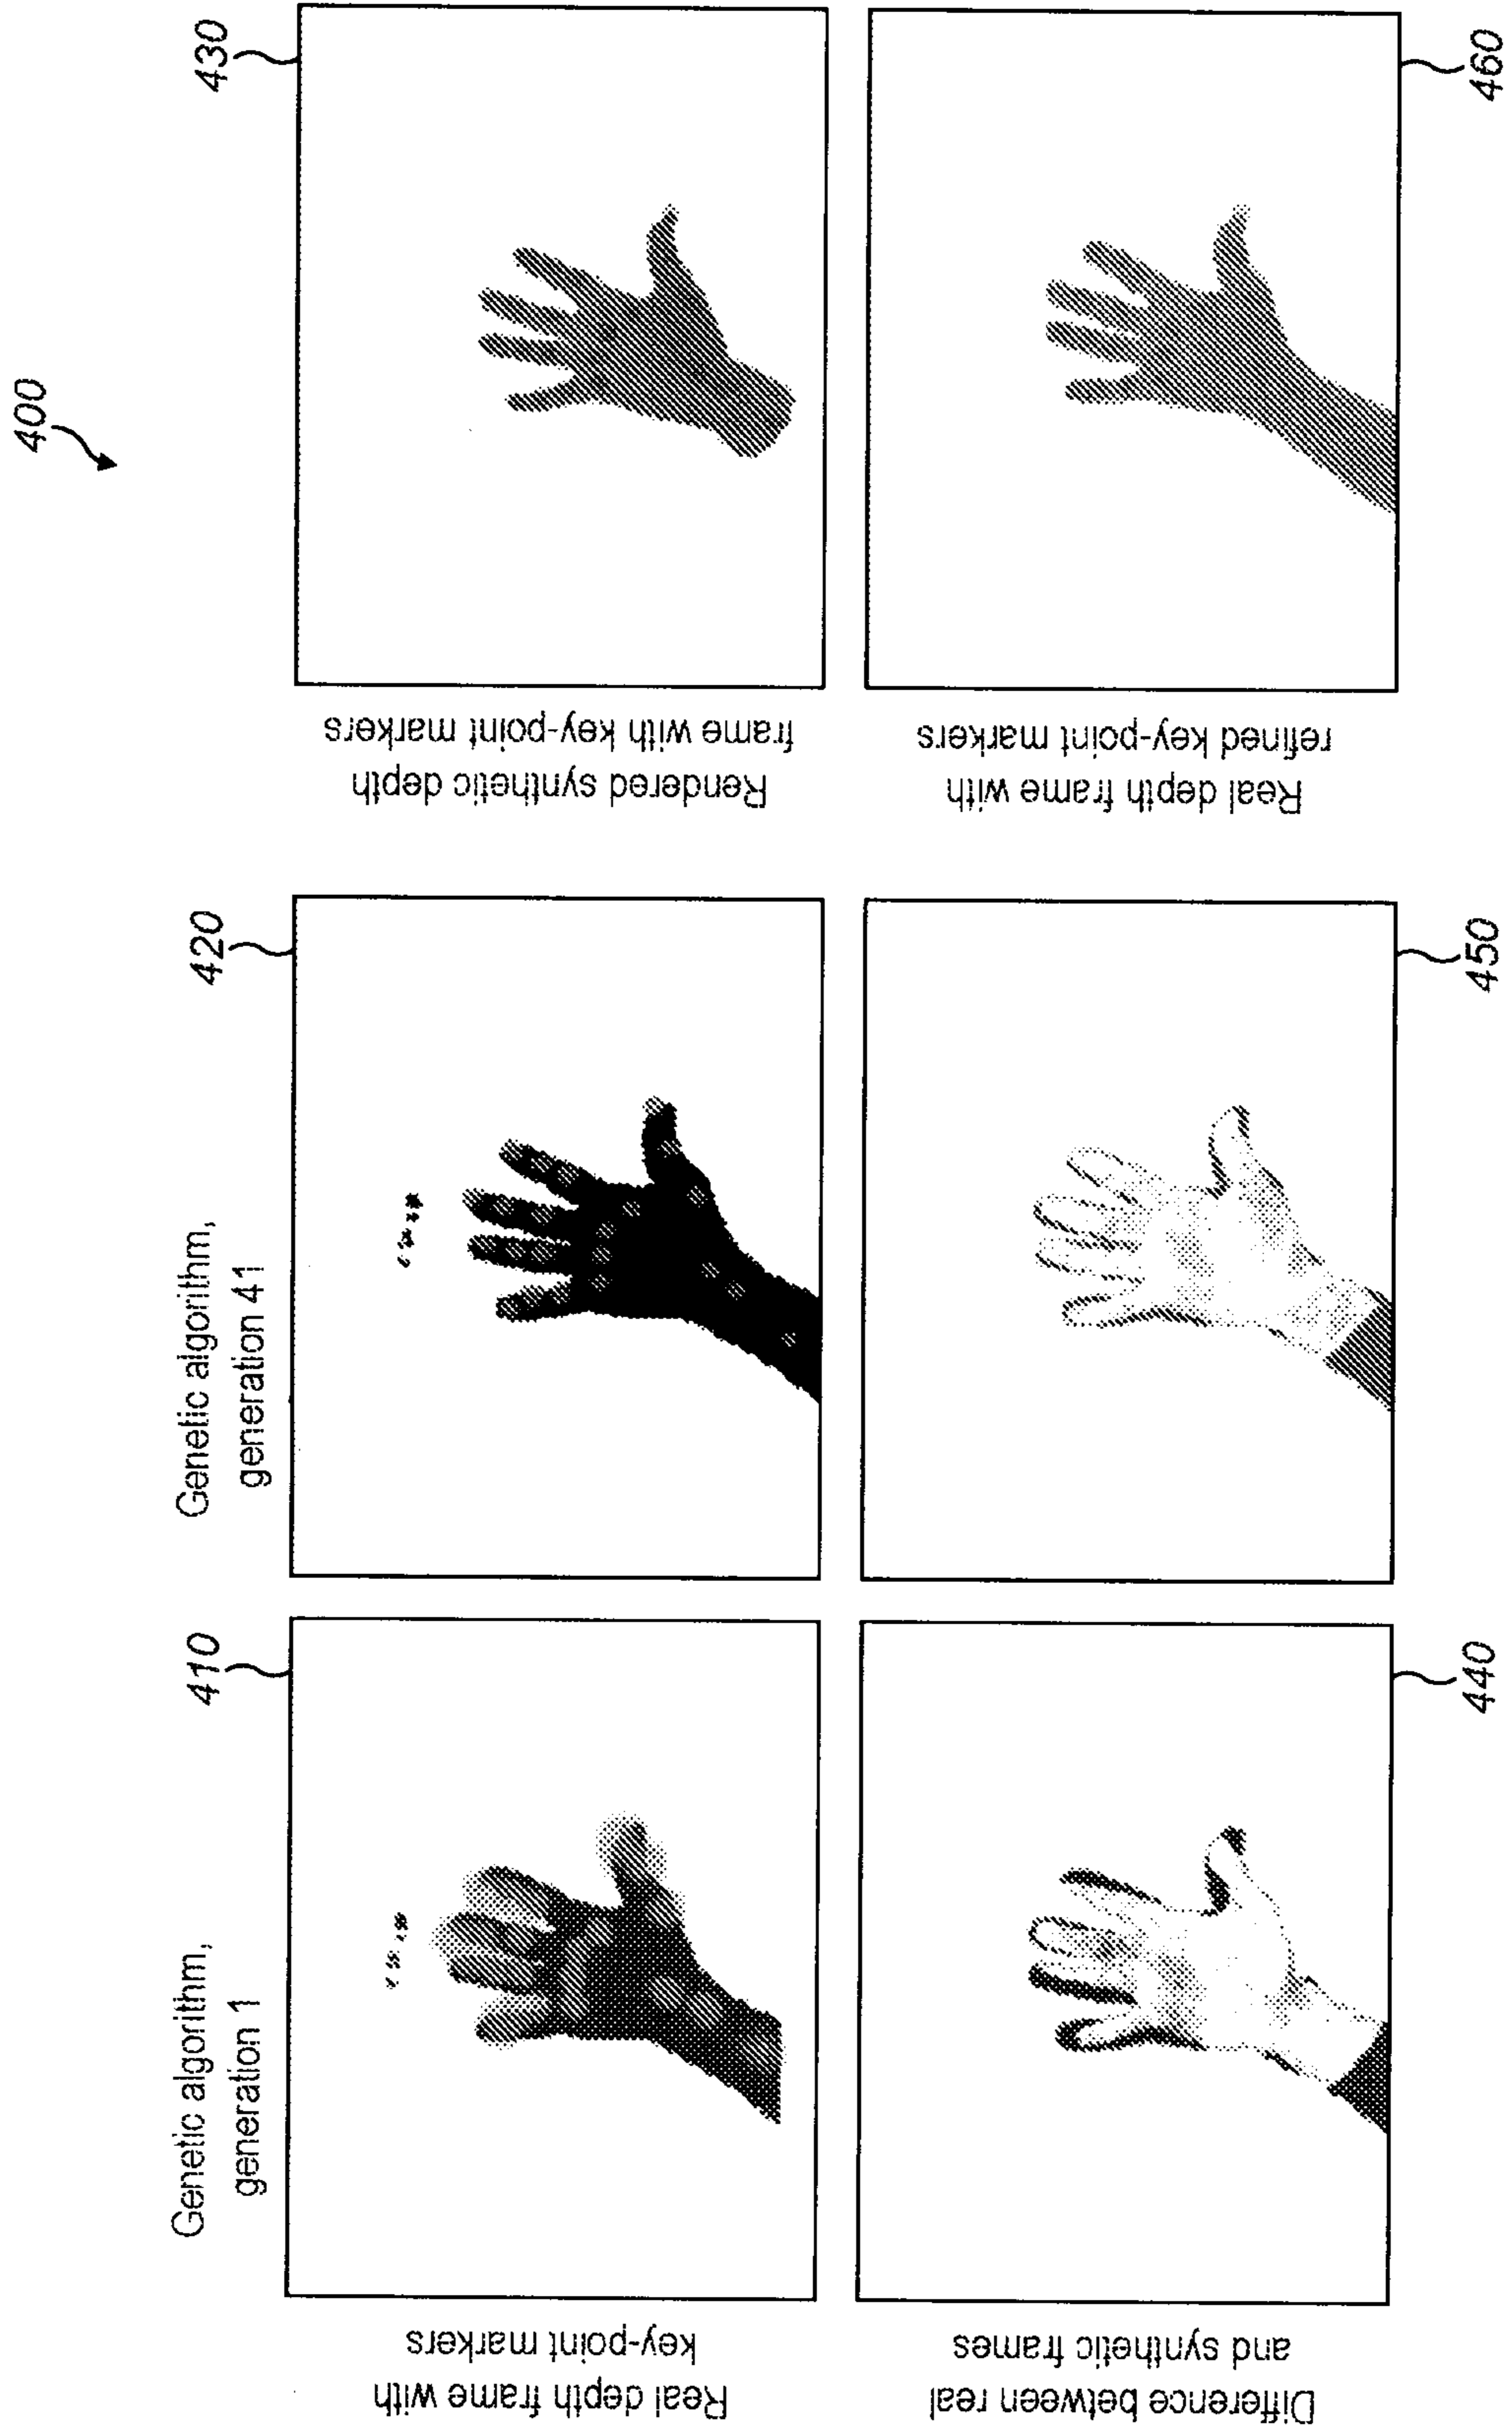 400
Genetic algorithm,
generation 1
Genetic algorithm,
generation 41
410
420
430
Real depth frame with
key-point markers
Rendered synthetic depth
frame with key-point markers
Difference between real
and synthetic frames
Real depth frame with
refined key-point markers
440
450
460